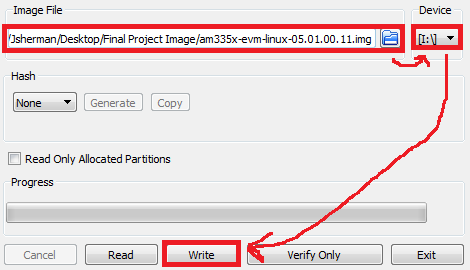 Image File
Device
/Jsherman/Desktop/Final Project Image/am335x-evm-linux-05.01.00.11.img
[I:\]
Hash
None
Generate
Copy
Read Only Allocated Partitions
Progress
Cancel
Read
Write
Verify Only
Exit